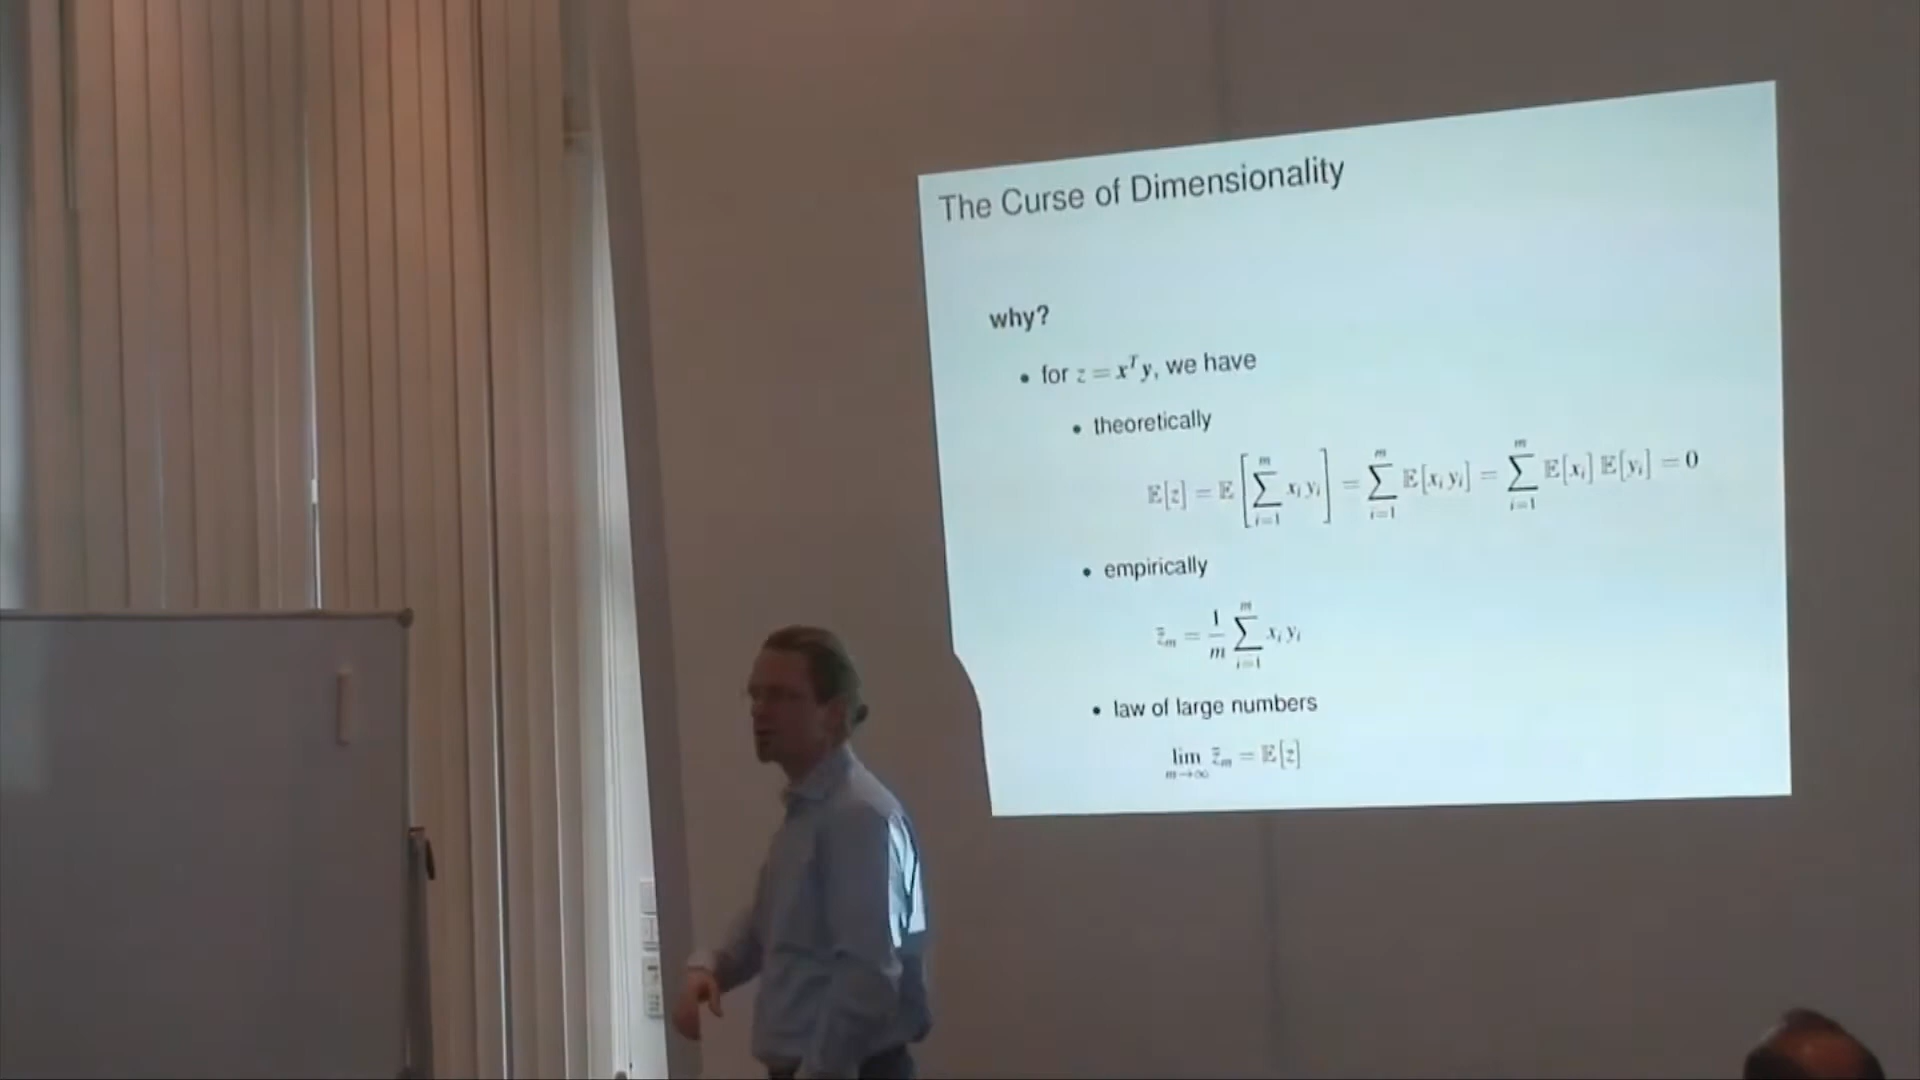 The Curse of Dimensionality
why?
• for z = xᵀy, we have
• theoretically
𝔼[z] = 𝔼[∑_{i=1}^{m} x_i y_i] = ∑_{i=1}^{m} 𝔼[x_i y_i] = ∑_{i=1}^{m} 𝔼[x_i] 𝔼[y_i] = 0
• empirically
z̄_m = 1/m ∑_{i=1}^{m} x_i y_i
• law of large numbers
lim_{m→∞} z̄_m = 𝔼[z]